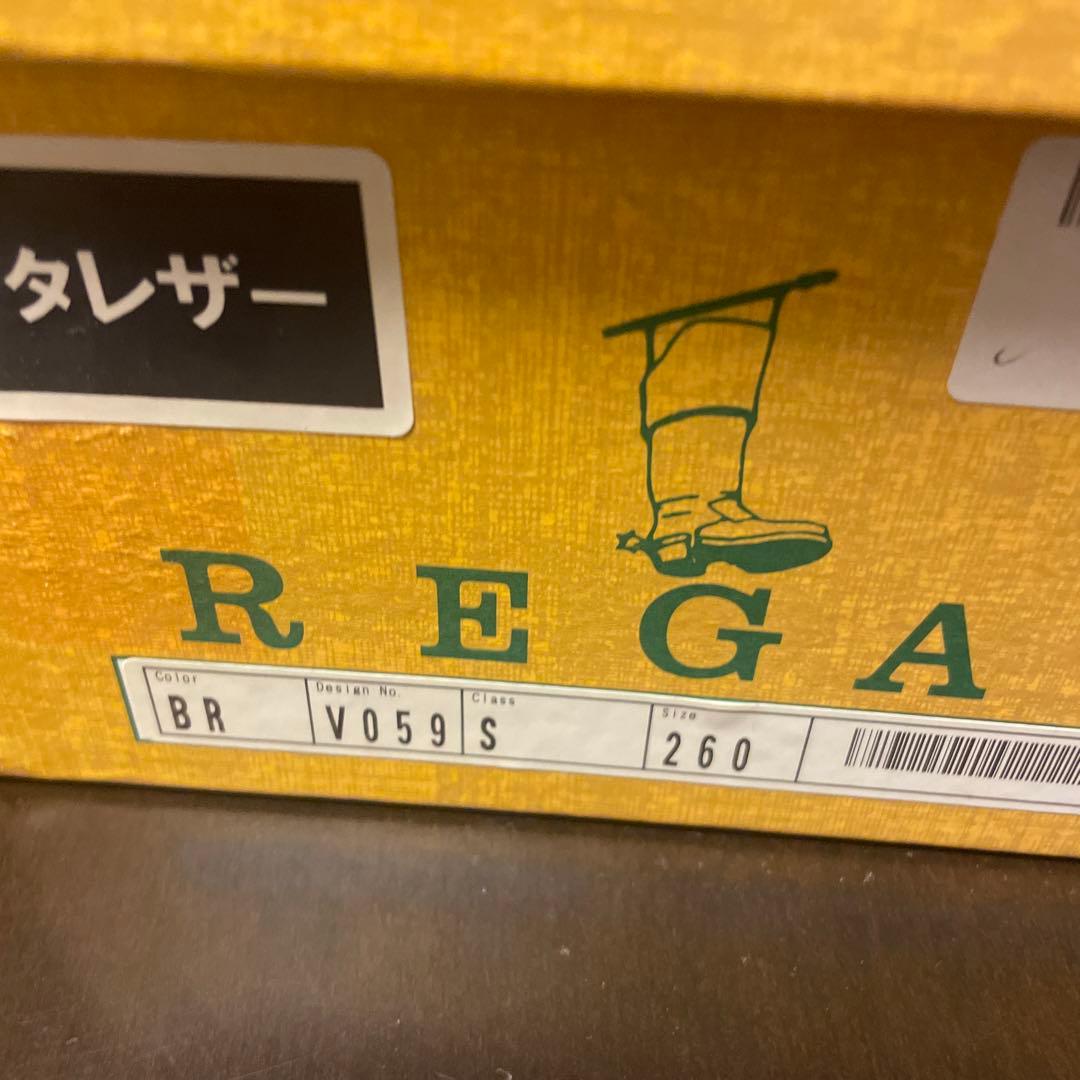 タレザー
REGA
Color
BR
Design No.
V059
Class
S
Size
260